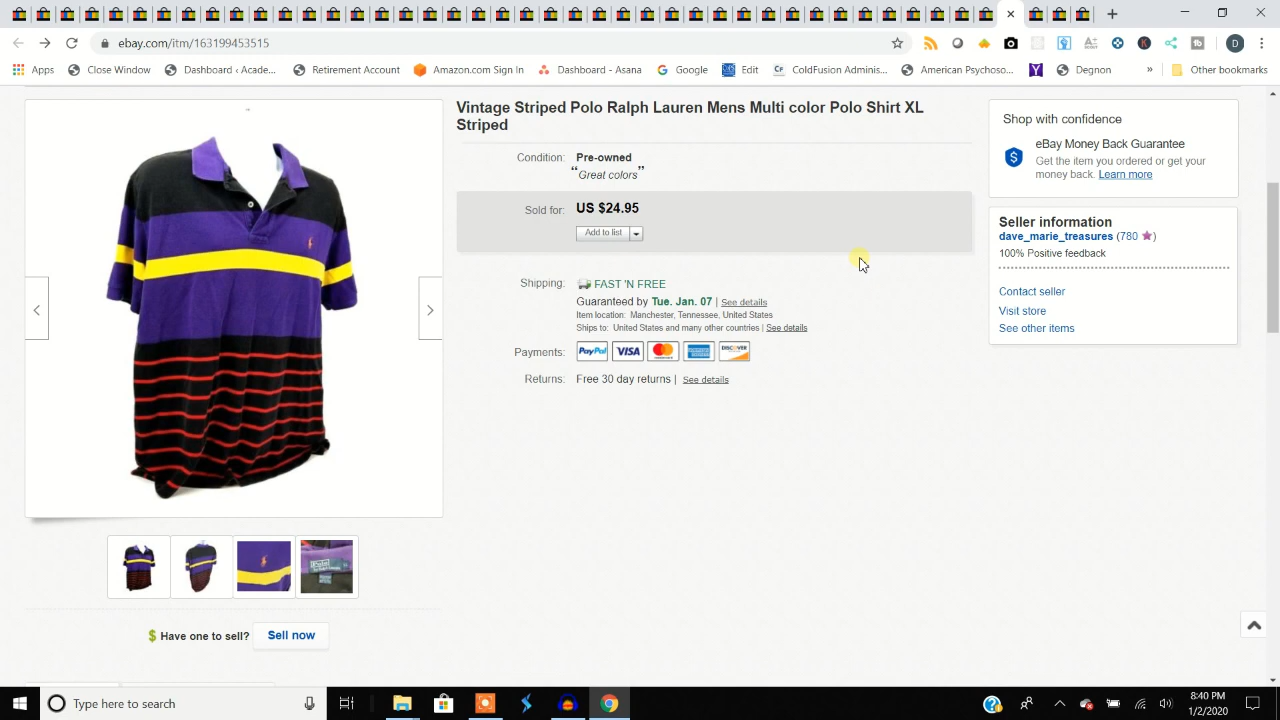 ebay.com/itm/163199453515
Apps
Close Window
Dashboard ‹ Acade...
Retirement Account
Amazon.com Sign In
Dashboard - Asana
Google
Edit
ColdFusion Adminis...
American Psychoso...
Degnon
»
Other bookmarks
Vintage Striped Polo Ralph Lauren Mens Multi color Polo Shirt XL
Striped
Condition: Pre-owned
“Great colors”
Sold for: US $24.95
Add to list
Shipping: FAST 'N FREE
Guaranteed by Tue. Jan. 07 | See details
Item location: Manchester, Tennessee, United States
Ships to: United States and many other countries | See details
Payments: PayPal VISA DISCOVER
Returns: Free 30 day returns | See details
Shop with confidence
eBay Money Back Guarantee
Get the item you ordered or get your
money back. Learn more
Seller information
dave_marie_treasures (780 )
100% Positive feedback
Contact seller
Visit store
See other items
Polo
$ Have one to sell? Sell now
Type here to search
8:40 PM
1/2/2020